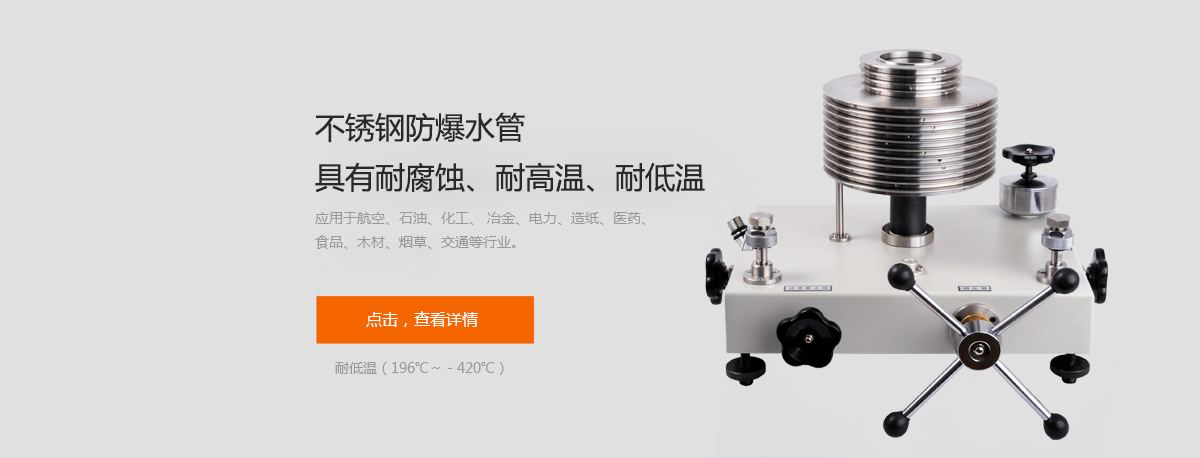 不锈钢防爆水管
具有耐腐蚀、耐高温、耐低温
应用于航空、石油、化工、 冶金、电力、造纸、医药、
食品、木材、烟草、交通等行业。
点击，查看详情
耐低温（196℃～ - 420℃）